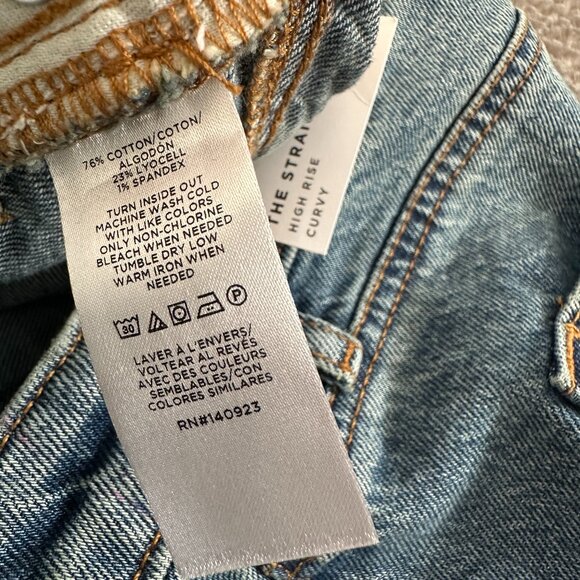 76% COTTON/COTON/
ALGODÓN
23% LYOCELL
1% SPANDEX
TURN INSIDE OUT
MACHINE WASH COLD
WITH LIKE COLORS
ONLY NON-CHLORINE
BLEACH WHEN NEEDED
TUMBLE DRY LOW
WARM IRON WHEN
NEEDED
30
P
LAVER À L'ENVERS/
VOLTEAR AL REVÉS
AVEC DES COULEURS
SEMBLABLES/CON
COLORES SIMILARES
RN#140923
THE STRAI
HIGH RISE
CURVY